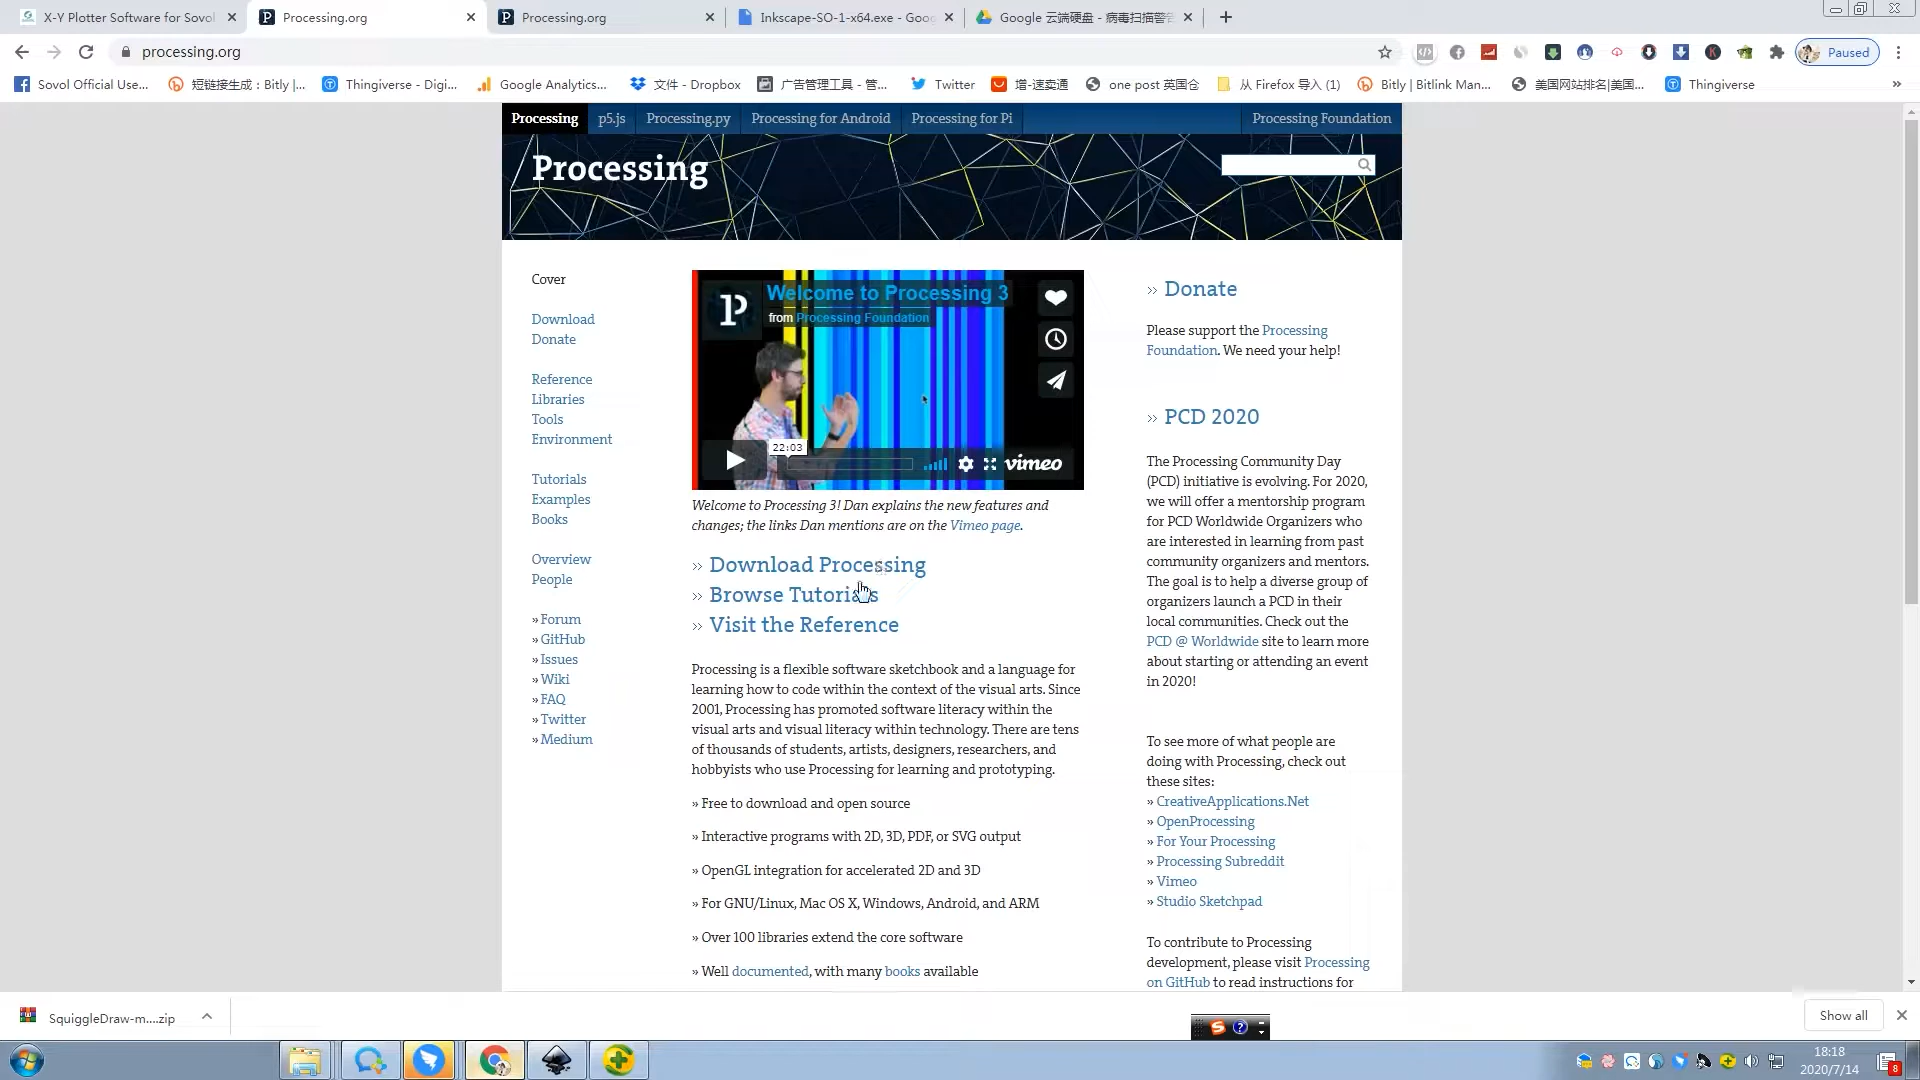 X-Y Plotter Software for Sovol
Processing.org
Processing.org
Inkscape-SO-1-x64.exe - Goog
Google 云端硬盘 - 病毒扫描警告
processing.org
Paused
Sovol Official Use...
短链接生成：Bitly |...
Thingiverse - Digi...
Google Analytics...
文件 - Dropbox
广告管理工具 - 管...
Twitter
增-速卖通
one post 英国仓
从 Firefox 导入 (1)
Bitly | Bitlink Man...
美国网站排名|美国...
Thingiverse
Processing
p5.js
Processing.py
Processing for Android
Processing for Pi
Processing Foundation
Processing
Cover
Download
Donate
Reference
Libraries
Tools
Environment
Tutorials
Examples
Books
Overview
People
» Forum
» GitHub
» Issues
» Wiki
» FAQ
» Twitter
» Medium
Welcome to Processing 3
from Processing Foundation
22:03
vimeo
Welcome to Processing 3! Dan explains the new features and
changes; the links Dan mentions are on the Vimeo page.
» Download Processing
» Browse Tutorials
» Visit the Reference
Processing is a flexible software sketchbook and a language for
learning how to code within the context of the visual arts. Since
2001, Processing has promoted software literacy within the
visual arts and visual literacy within technology. There are tens
of thousands of students, artists, designers, researchers, and
hobbyists who use Processing for learning and prototyping.
» Free to download and open source
» Interactive programs with 2D, 3D, PDF, or SVG output
» OpenGL integration for accelerated 2D and 3D
» For GNU/Linux, Mac OS X, Windows, Android, and ARM
» Over 100 libraries extend the core software
» Well documented, with many books available
» Donate
Please support the Processing
Foundation. We need your help!
» PCD 2020
The Processing Community Day
(PCD) initiative is evolving. For 2020,
we will offer a mentorship program
for PCD Worldwide Organizers who
are interested in learning from past
community organizers and mentors.
The goal is to help a diverse group of
organizers launch a PCD in their
local communities. Check out the
PCD @ Worldwide site to learn more
about starting or attending an event
in 2020!
To see more of what people are
doing with Processing, check out
these sites:
» CreativeApplications.Net
» OpenProcessing
» For Your Processing
» Processing Subreddit
» Vimeo
» Studio Sketchpad
To contribute to Processing
development, please visit Processing
on GitHub to read instructions for
SquiggleDraw-m....zip
Show all
18:18
2020/7/14
8